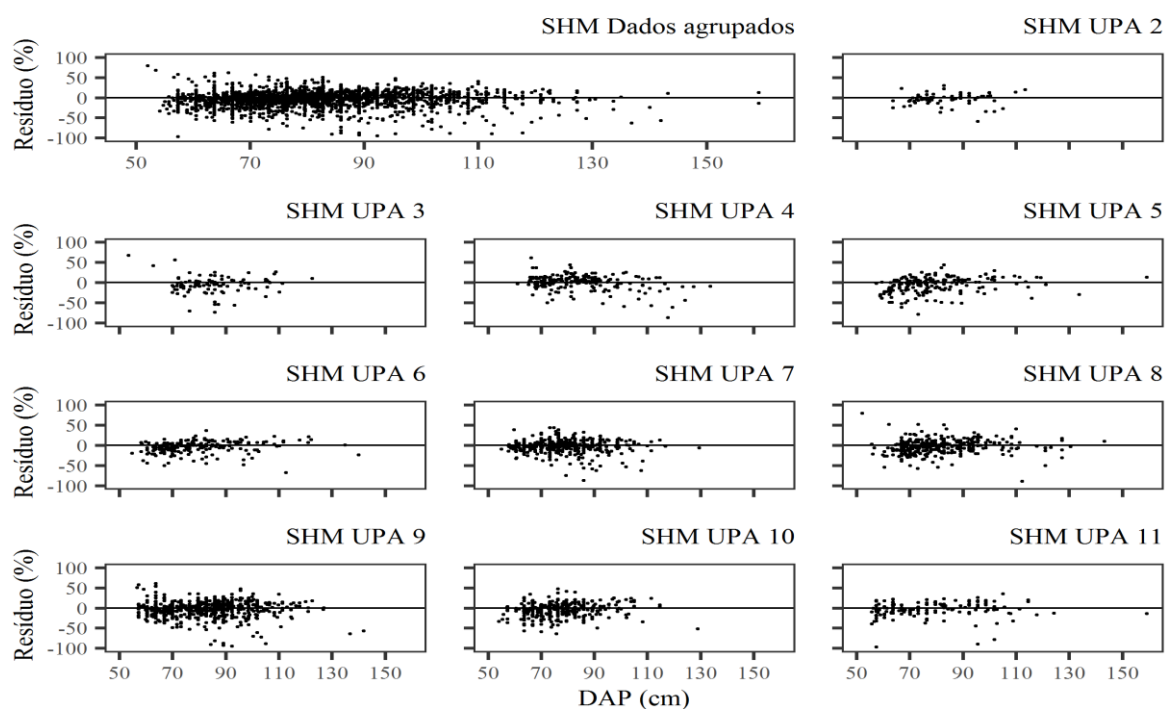 SHM Dados agrupados SHM UPA 2
Resíduo (%)
100
50
0
-50
-100
50 70 90 110 130 150
SHM UPA 3 SHM UPA 4 SHM UPA 5
Resíduo (%)
100
50
0
-50
-100
SHM UPA 6 SHM UPA 7 SHM UPA 8
Resíduo (%)
100
50
0
-50
-100
SHM UPA 9 SHM UPA 10 SHM UPA 11
Resíduo (%)
100
50
0
-50
-100
50 70 90 110 130 150 50 70 90 110 130 150 50 70 90 110 130 150
DAP (cm)